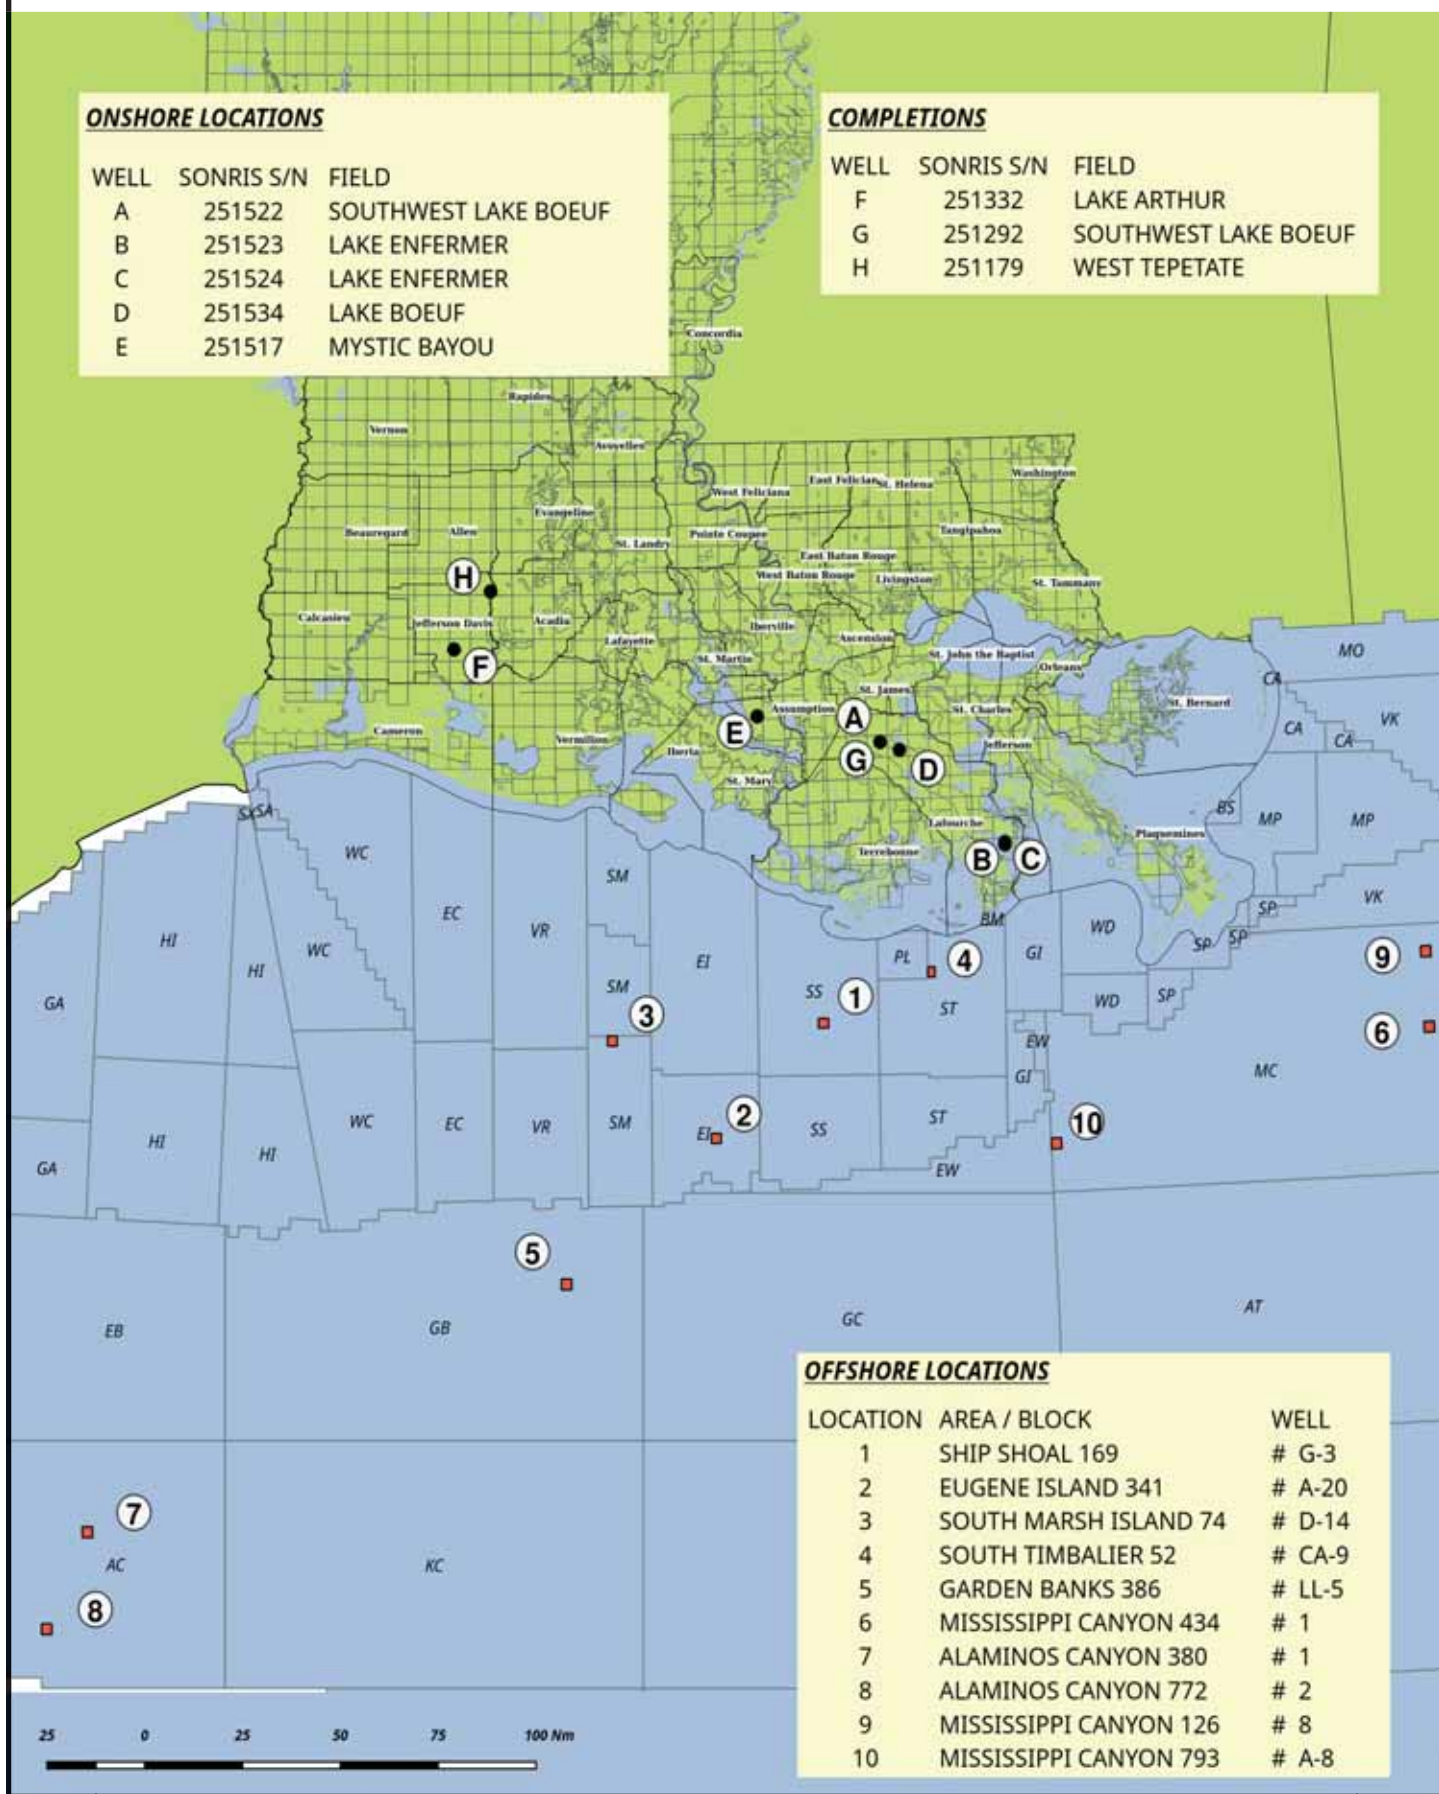 ONSHORE LOCATIONS
WELL SONRIS S/N FIELD
A 251522 SOUTHWEST LAKE BOEUF
B 251523 LAKE ENFERMER
C 251524 LAKE ENFERMER
D 251534 LAKE BOEUF
E 251517 MYSTIC BAYOU
COMPLETIONS
WELL SONRIS S/N FIELD
F 251332 LAKE ARTHUR
G 251292 SOUTHWEST LAKE BOEUF
H 251179 WEST TEPETATE
Concordia
Rapides
Vernon
Avoyelles
Washington
East Felician St. Helena
West Feliciana
Evangeline
Beauregard Allen
Pointe Coupee
Tangipahoa
St. Landry
East Baton Rouge
West Baton Rouge Livingston
St. Tammany
H
Calcasieu Jefferson Davis Acadia
Iberville
Lafayette
Ascension
St. John the Baptist
MO
F
St. Martin
Orleans
CA
St. James
St. Bernard
Assumption A St. Charles
CA VK
E
Cameron
Vermilion
Iberia
Jefferson
CA
G D
St. Mary
BS
SX SA
MP MP
Lafourche
Plaquemines
WC
Terrebonne
B C
SM
VK
EC
SP
BM
VR
WD
HI
WC
SP SP
EI
PL 4
GI
9
HI
SM
SS 1
SP
GA
ST
WD
3
6
EW
MC
GI
2
10
WC EC VR SM EI
SS
ST
HI
HI
GA
EW
5
EB GB
GC
AT
OFFSHORE LOCATIONS
LOCATION AREA / BLOCK WELL
1 SHIP SHOAL 169 # G-3
2 EUGENE ISLAND 341 # A-20
3 SOUTH MARSH ISLAND 74 # D-14
4 SOUTH TIMBALIER 52 # CA-9
5 GARDEN BANKS 386 # LL-5
6 MISSISSIPPI CANYON 434 # 1
7 ALAMINOS CANYON 380 # 1
8 ALAMINOS CANYON 772 # 2
9 MISSISSIPPI CANYON 126 # 8
10 MISSISSIPPI CANYON 793 # A-8
7
AC KC
8
25 0 25 50 75 100 Nm